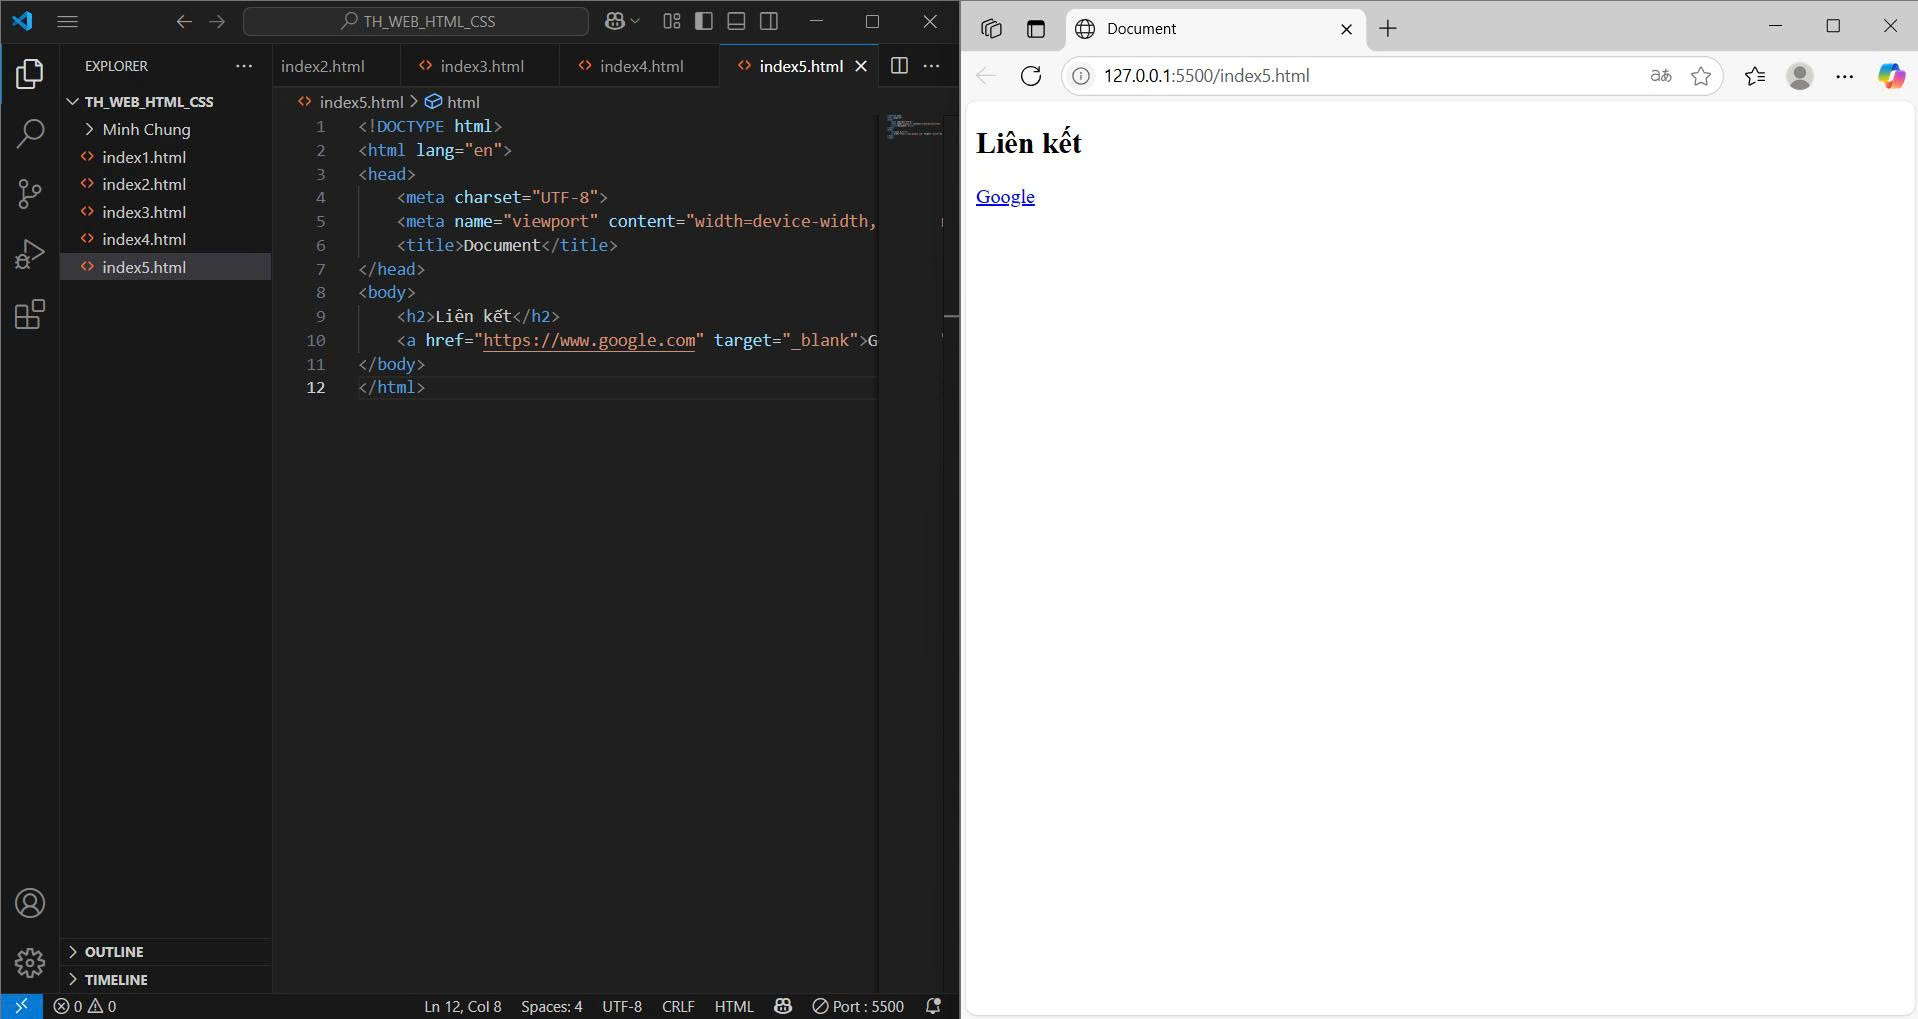 TH_WEB_HTML_CSS
EXPLORER
TH_WEB_HTML_CSS
Minh Chung
index1.html
index2.html
index3.html
index4.html
index5.html
OUTLINE
TIMELINE
index2.html
index3.html
index4.html
index5.html
index5.html > html
1 <!DOCTYPE html>
2 <html lang="en">
3 <head>
4 <meta charset="UTF-8">
5 <meta name="viewport" content="width=device-width,
6 <title>Document</title>
7 </head>
8 <body>
9 <h2>Liên kết</h2>
10 <a href="https://www.google.com" target="_blank">G
11 </body>
12 </html>
0 0
Ln 12, Col 8 Spaces: 4 UTF-8 CRLF HTML Port : 5500
Document
127.0.0.1:5500/index5.html
Liên kết
Google